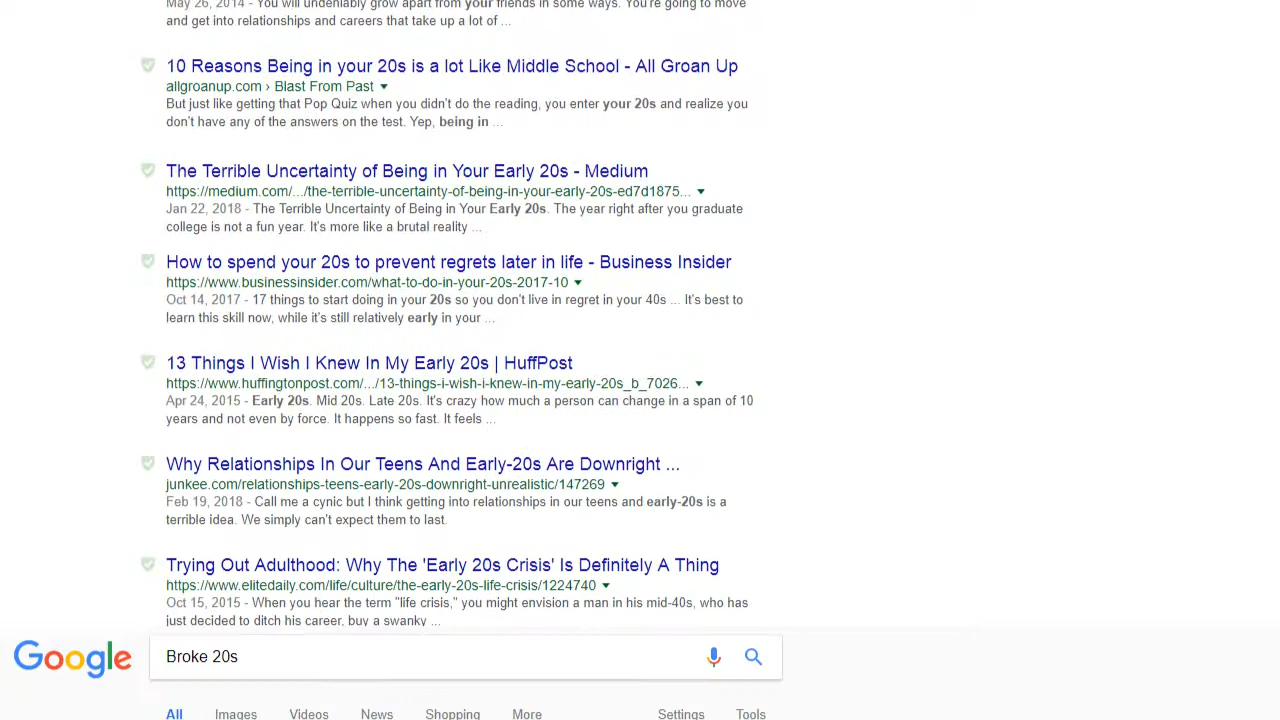 May 26, 2014 - You will undeniably grow apart from your friends in some ways. You're going to move
and get into relationships and careers that take up a lot of ...
10 Reasons Being in your 20s is a lot Like Middle School - All Groan Up
allgroanup.com › Blast From Past
But just like getting that Pop Quiz when you didn't do the reading, you enter your 20s and realize you
don't have any of the answers on the test. Yep, being in ...
The Terrible Uncertainty of Being in Your Early 20s - Medium
https://medium.com/.../the-terrible-uncertainty-of-being-in-your-early-20s-ed7d1875...
Jan 22, 2018 - The Terrible Uncertainty of Being in Your Early 20s. The year right after you graduate
college is not a fun year. It's more like a brutal reality ...
How to spend your 20s to prevent regrets later in life - Business Insider
https://www.businessinsider.com/what-to-do-in-your-20s-2017-10
Oct 14, 2017 - 17 things to start doing in your 20s so you don't live in regret in your 40s ... It's best to
learn this skill now, while it's still relatively early in your ...
13 Things I Wish I Knew In My Early 20s | HuffPost
https://www.huffingtonpost.com/.../13-things-i-wish-i-knew-in-my-early-20s_b_7026...
Apr 24, 2015 - Early 20s. Mid 20s. Late 20s. It's crazy how much a person can change in a span of 10
years and not even by force. It happens so fast. It feels ...
Why Relationships In Our Teens And Early-20s Are Downright ...
junkee.com/relationships-teens-early-20s-downright-unrealistic/147269
Feb 19, 2018 - Call me a cynic but I think getting into relationships in our teens and early-20s is a
terrible idea. We simply can't expect them to last.
Trying Out Adulthood: Why The 'Early 20s Crisis' Is Definitely A Thing
https://www.elitedaily.com/life/culture/the-early-20s-life-crisis/1224740
Oct 15, 2015 - When you hear the term "life crisis," you might envision a man in his mid-40s, who has
just decided to ditch his career, buy a swanky ...
Google
Broke 20s
All Images Videos News Shopping More Settings Tools